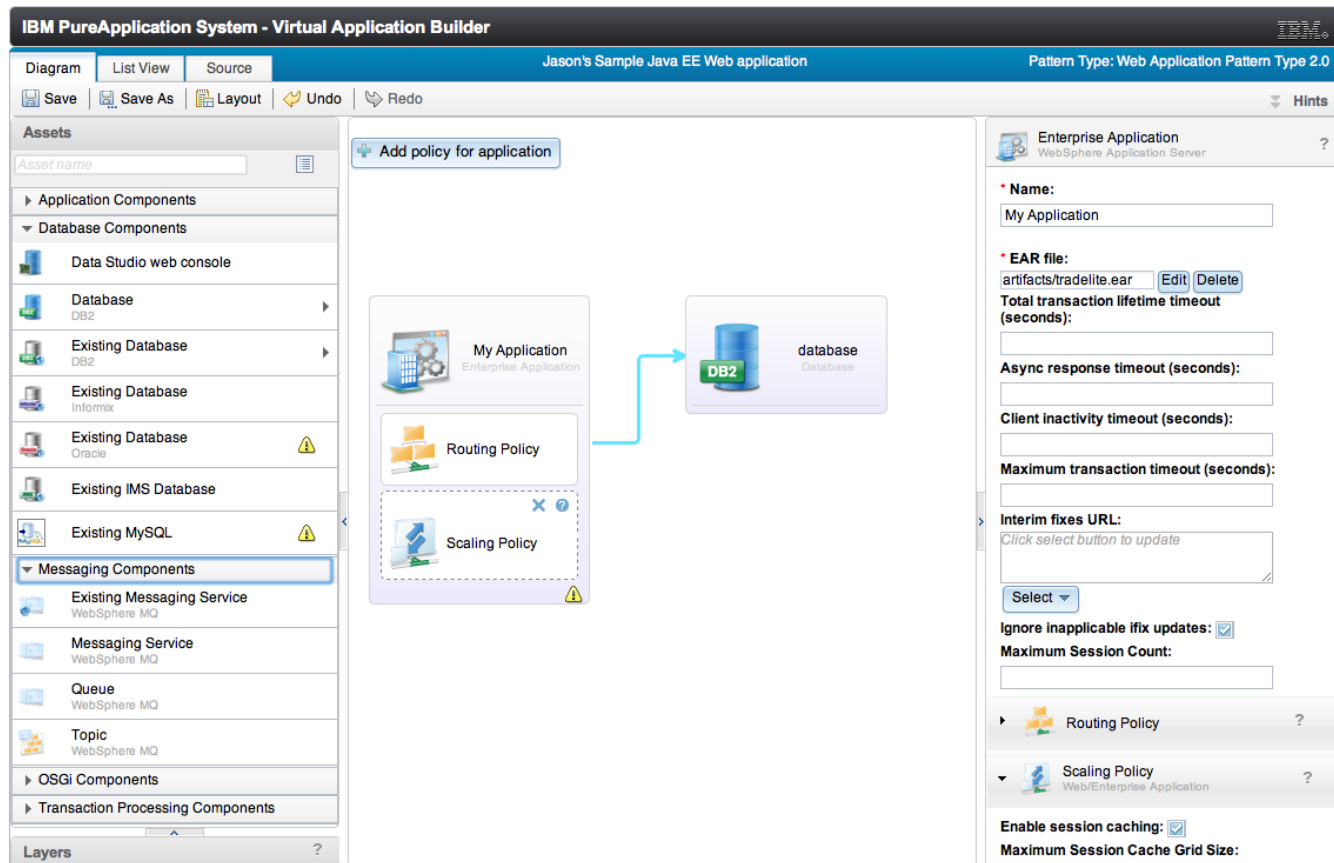 IBM PureApplication System - Virtual Application Builder
IBM
Diagram
List View
Source
Jason's Sample Java EE Web application
Pattern Type: Web Application Pattern Type 2.0
Save
Save As
Layout
Undo
Redo
Hints
Assets
Asset name
Application Components
Database Components
Data Studio web console
Database
DB2
Existing Database
DB2
Existing Database
Informix
Existing Database
Oracle
Existing IMS Database
Existing MySQL
Messaging Components
Existing Messaging Service
WebSphere MQ
Messaging Service
WebSphere MQ
Queue
WebSphere MQ
Topic
WebSphere MQ
OSGi Components
Transaction Processing Components
Layers
?
Add policy for application
My Application
Enterprise Application
Routing Policy
Scaling Policy
DB2
database
Database
Enterprise Application
WebSphere Application Server
?
* Name:
My Application
* EAR file:
artifacts/tradelite.ear
Edit
Delete
Total transaction lifetime timeout
(seconds):
Async response timeout (seconds):
Client inactivity timeout (seconds):
Maximum transaction timeout (seconds):
Interim fixes URL:
Click select button to update
Select
Ignore inapplicable ifix updates:
Maximum Session Count:
Routing Policy
?
Scaling Policy
Web/Enterprise Application
?
Enable session caching:
Maximum Session Cache Grid Size: